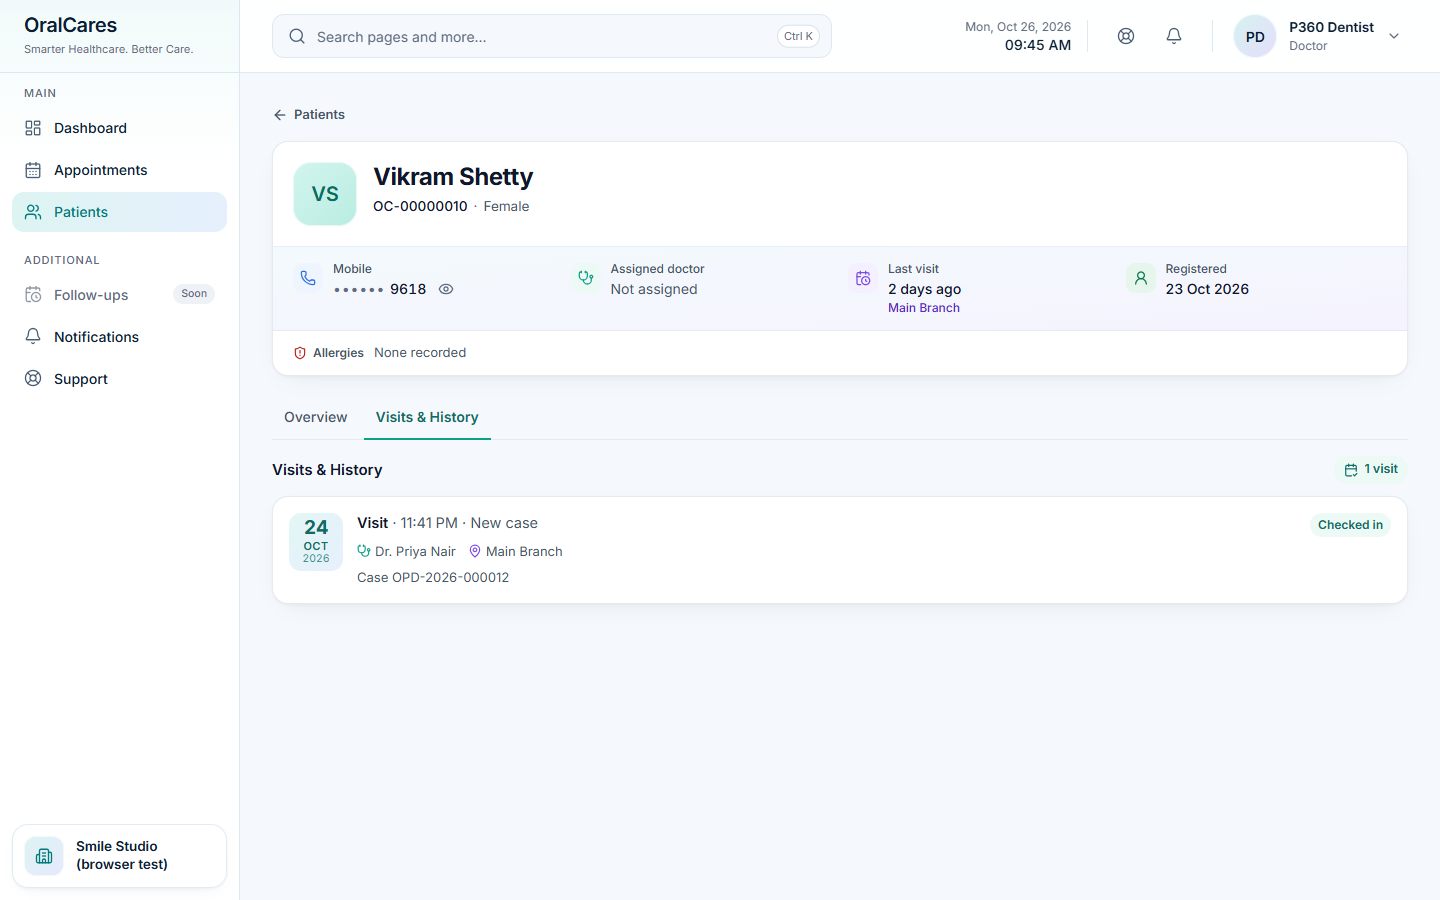 OralCares
Smarter Healthcare. Better Care.
Search pages and more...
Ctrl K
Mon, Oct 26, 2026
09:45 AM
PD
P360 Dentist
Doctor
MAIN
Dashboard
Appointments
Patients
ADDITIONAL
Follow-ups
Soon
Notifications
Support
Smile Studio
(browser test)
Patients
VS
Vikram Shetty
OC-00000010 · Female
Mobile
•••••• 9618
Assigned doctor
Not assigned
Last visit
2 days ago
Main Branch
Registered
23 Oct 2026
Allergies None recorded
Overview
Visits & History
Visits & History
1 visit
24
OCT
2026
Visit · 11:41 PM · New case
Dr. Priya Nair Main Branch
Case OPD-2026-000012
Checked in